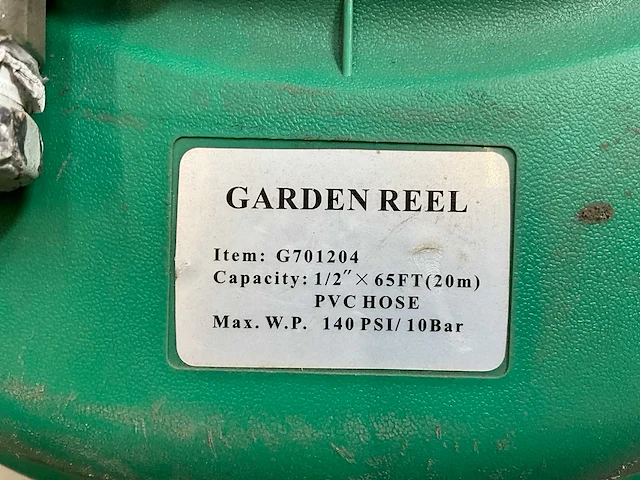 GARDEN REEL
Item: G701204
Capacity: 1/2″ × 65FT(20m)
PVC HOSE
Max. W.P. 140 PSI/ 10Bar